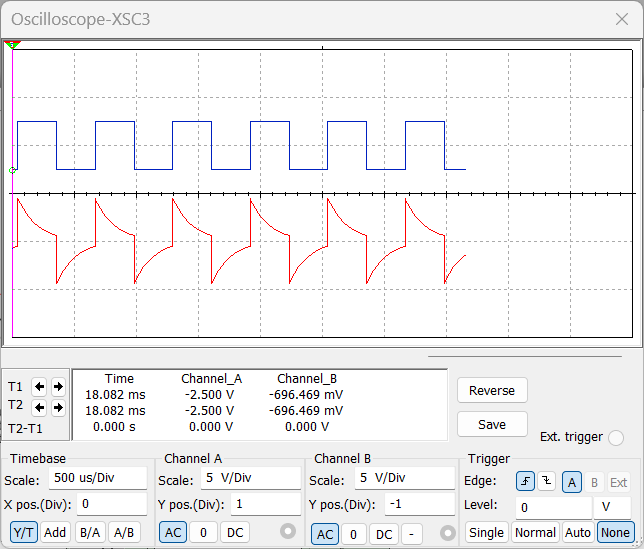 Oscilloscope-XSC3
Time Channel_A Channel_B
T1 18.082 ms -2.500 V -696.469 mV
T2 18.082 ms -2.500 V -696.469 mV
T2-T1 0.000 s 0.000 V 0.000 V
Reverse
Save
Ext. trigger
Timebase
Scale: 500 us/Div
X pos.(Div): 0
Y/T Add B/A A/B
Channel A
Scale: 5 V/Div
Y pos.(Div): 1
AC 0 DC
Channel B
Scale: 5 V/Div
Y pos.(Div): -1
AC 0 DC -
Trigger
Edge: A B Ext
Level: 0 V
Single Normal Auto None